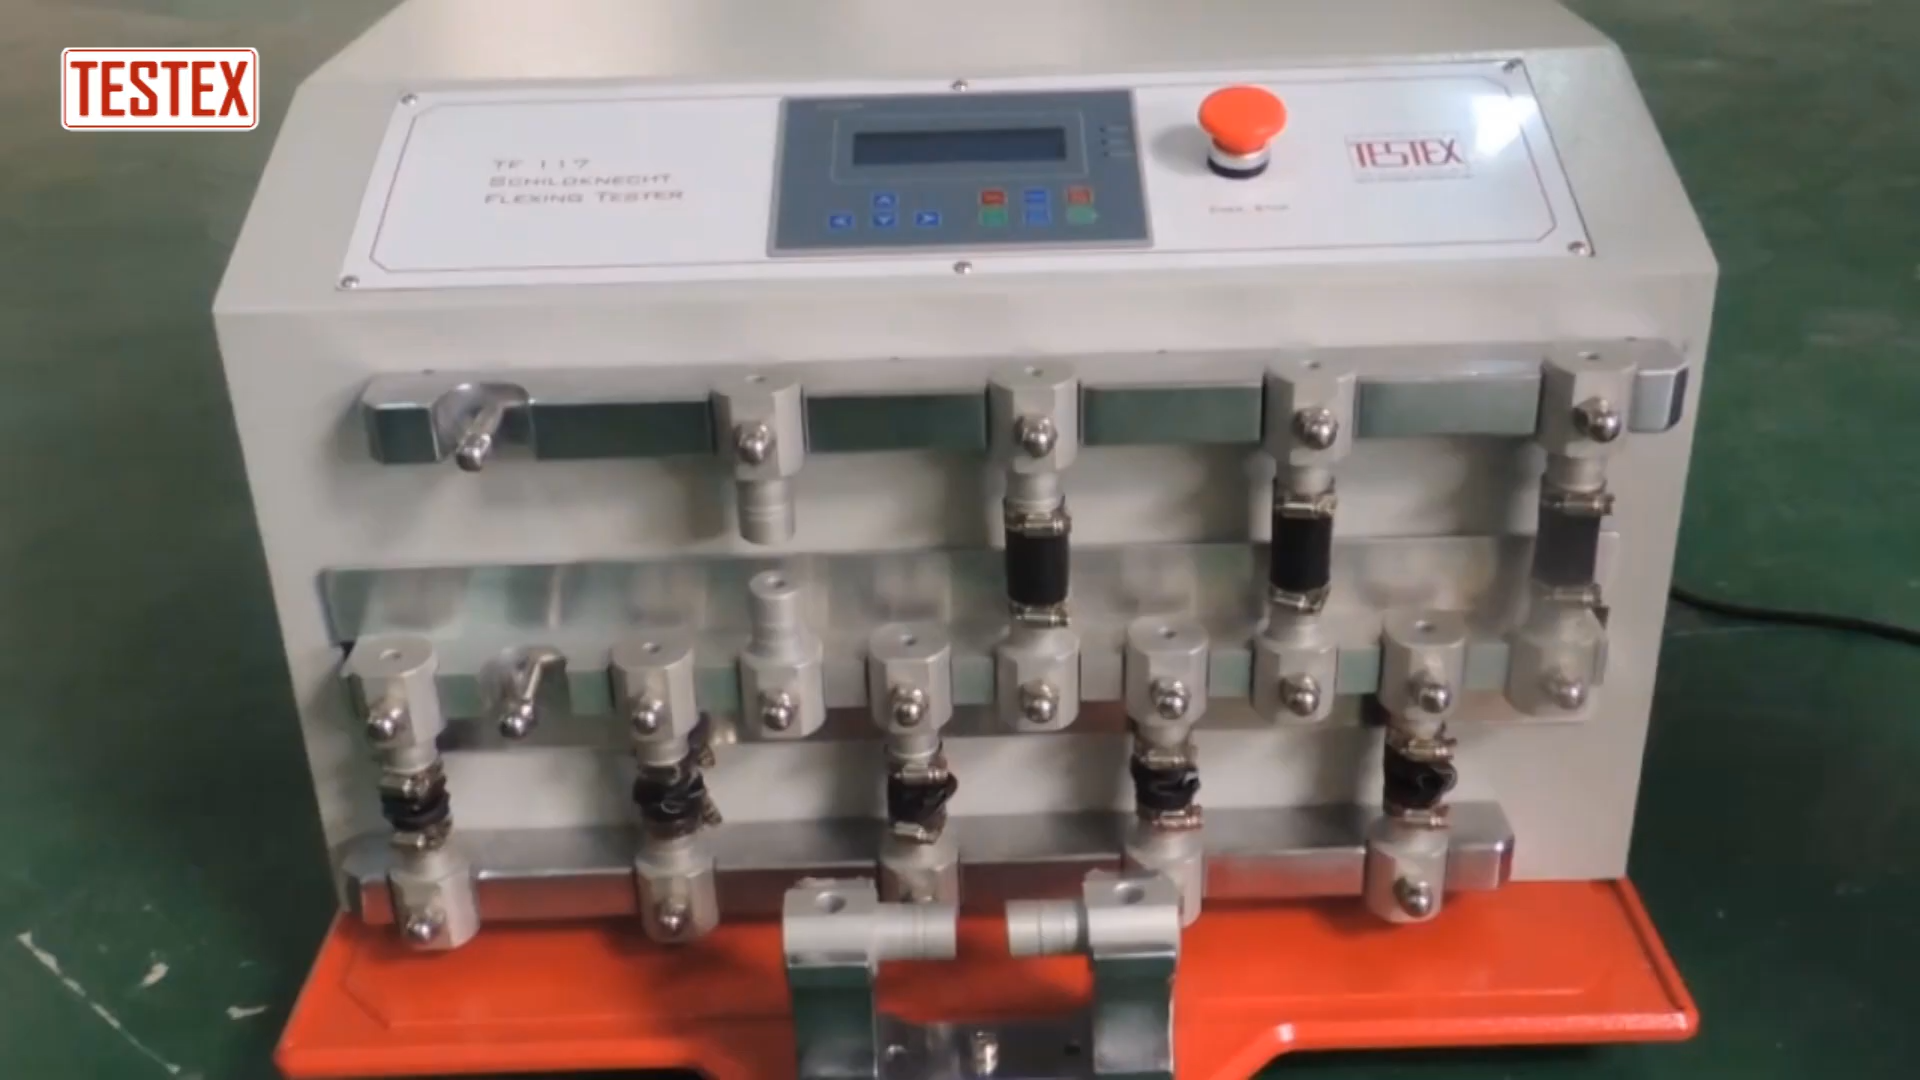 TESTEX
TF 117
SCHILDKNECHT
FLEXING TESTER
TESTEX